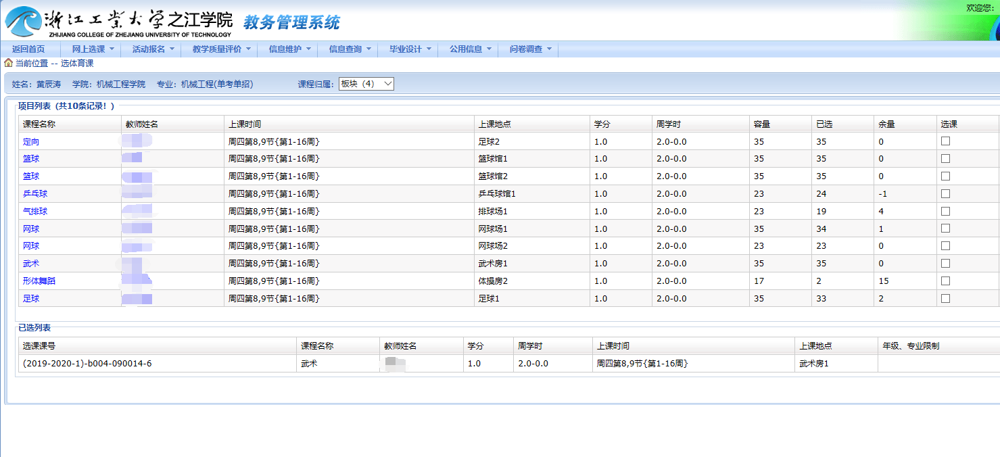 浙江工业大学之江学院 教务管理系统 欢迎您:
ZHIJIANG COLLEGE OF ZHEJIANG UNIVERSITY OF TECHNOLOGY
返回首页 网上选课 活动报名 教学质量评价 信息维护 信息查询 毕业设计 公用信息 问卷调查
当前位置 -- 选体育课
姓名：黄辰涛 学院：机械工程学院 专业：机械工程(单考单招) 课程归属： 板块（4）
项目列表（共10条记录！）
课程名称 教师姓名 上课时间 上课地点 学分 周学时 容量 已选 余量 选课
定向 周四第8,9节{第1-16周} 足球2 1.0 2.0-0.0 35 35 0
篮球 周四第8,9节{第1-16周} 篮球馆1 1.0 2.0-0.0 35 35 0
篮球 周四第8,9节{第1-16周} 篮球馆2 1.0 2.0-0.0 35 35 0
乒乓球 周四第8,9节{第1-16周} 乒乓球馆1 1.0 2.0-0.0 23 24 -1
气排球 周四第8,9节{第1-16周} 排球场1 1.0 2.0-0.0 23 19 4
网球 周四第8,9节{第1-16周} 网球场1 1.0 2.0-0.0 35 34 1
网球 周四第8,9节{第1-16周} 网球场2 1.0 2.0-0.0 23 23 0
武术 周四第8,9节{第1-16周} 武术房1 1.0 2.0-0.0 35 35 0
形体舞蹈 周四第8,9节{第1-16周} 体操房2 1.0 2.0-0.0 17 2 15
足球 周四第8,9节{第1-16周} 足球1 1.0 2.0-0.0 35 33 2
已选列表
选课课号 课程名称 教师姓名 学分 周学时 上课时间 上课地点 年级、专业限制
(2019-2020-1)-b004-090014-6 武术 1.0 2.0-0.0 周四第8,9节{第1-16周} 武术房1